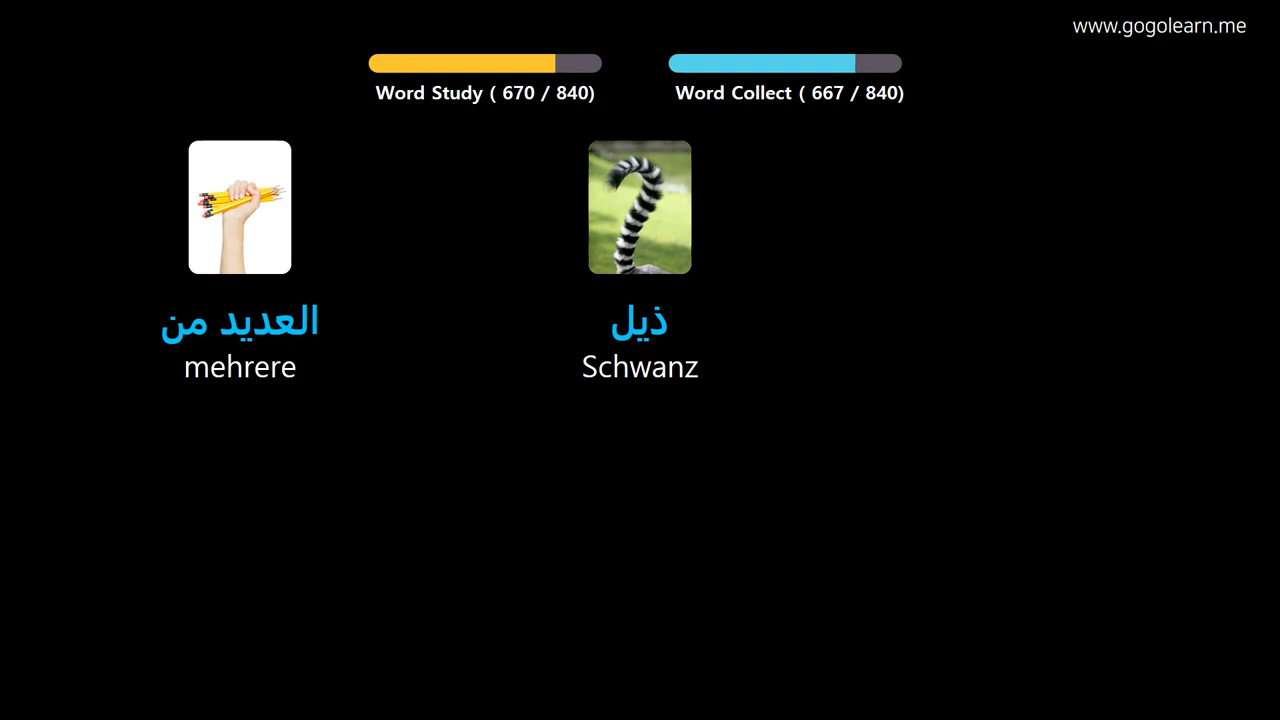 www.gogolearn.me
Word Study ( 670 / 840)
Word Collect ( 667 / 840)
العديد من
mehrere
ذيل
Schwanz